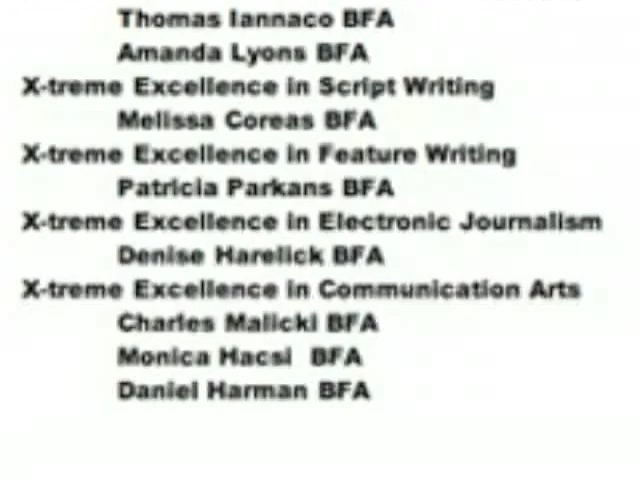 Thomas Iannaco BFA
Amanda Lyons BFA
X-treme Excellence in Script Writing
Melissa Coreas BFA
X-treme Excellence in Feature Writing
Patricia Parkans BFA
X-treme Excellence in Electronic Journalism
Denise Harelick BFA
X-treme Excellence in Communication Arts
Charles Malicki BFA
Monica Hacsi BFA
Daniel Harman BFA